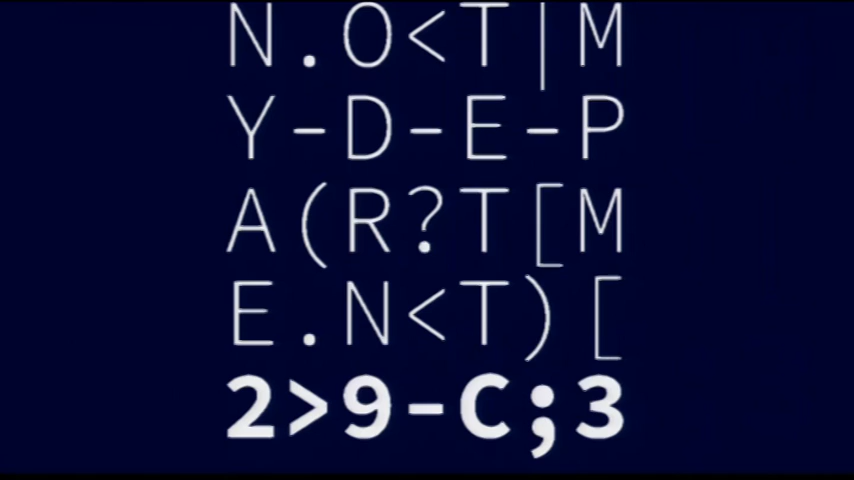 N.O<T|M
Y-D-E-P
A(R?T[M
E.N<T)[
2>9-C;3